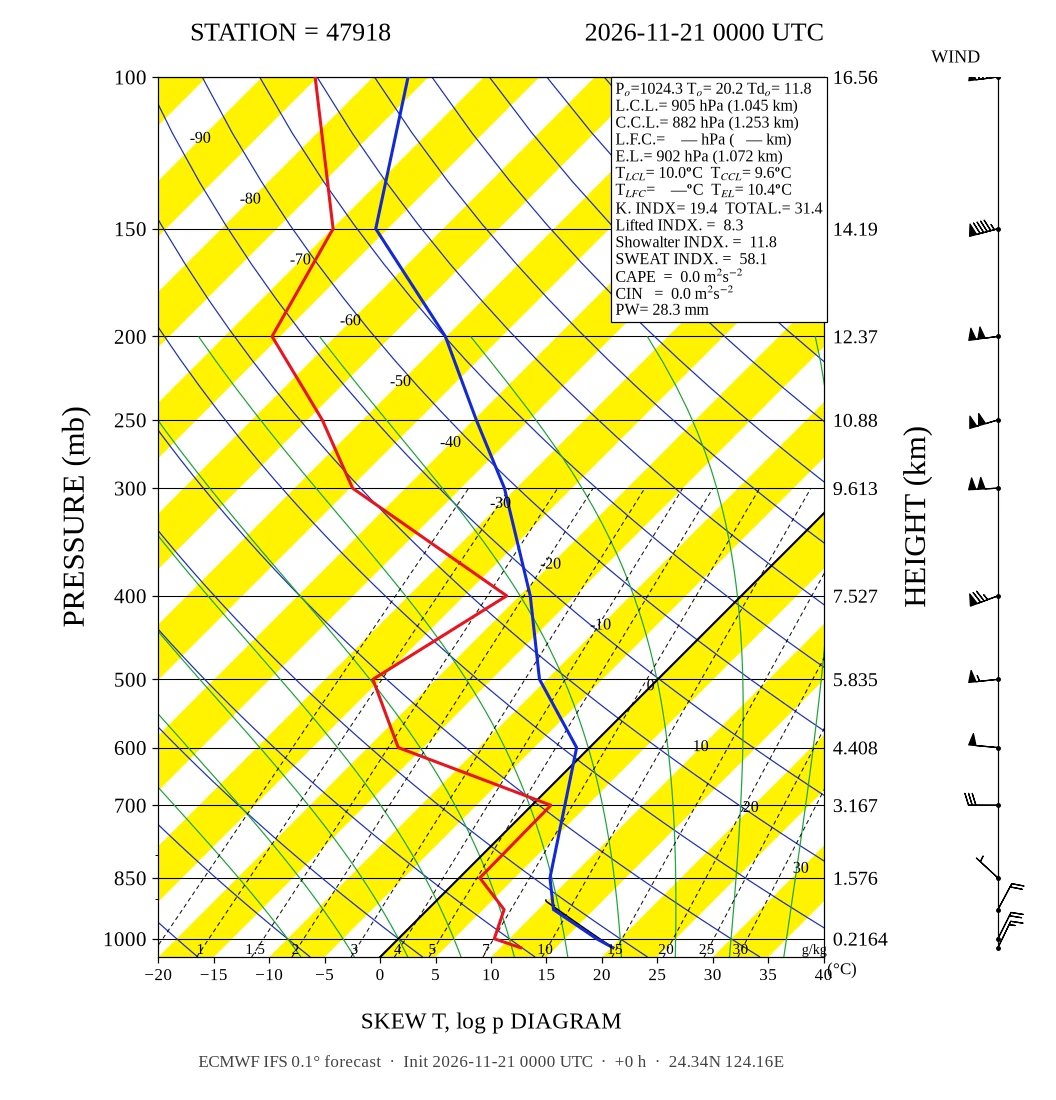 STATION = 47918 2026-11-21 0000 UTC
WIND
P₀=1024.3 T₀= 20.2 Td₀= 11.8
L.C.L.= 905 hPa (1.045 km)
C.C.L.= 882 hPa (1.253 km)
L.F.C.= — hPa ( — km)
E.L.= 902 hPa (1.072 km)
T_LCL= 10.0°C T_CCL= 9.6°C
T_LFC= —°C T_EL= 10.4°C
K. INDX= 19.4 TOTAL.= 31.4
Lifted INDX. = 8.3
Showalter INDX. = 11.8
SWEAT INDX. = 58.1
CAPE = 0.0 m²s⁻²
CIN = 0.0 m²s⁻²
PW= 28.3 mm
100 16.56
-90
-80
150 14.19
-70
-60
200 12.37
-50
250 10.88
-40
300 9.613
-30
-20
400 7.527
-10
500 5.835
0
600 4.408
10
700 3.167
20
30
850 1.576
1000 0.2164
1 1.5 2 3 4 5 7 10 15 20 25 30 g/kg
−20 −15 −10 −5 0 5 10 15 20 25 30 35 40 (°C)
PRESSURE (mb)
HEIGHT (km)
SKEW T, log p DIAGRAM
ECMWF IFS 0.1° forecast · Init 2026-11-21 0000 UTC · +0 h · 24.34N 124.16E